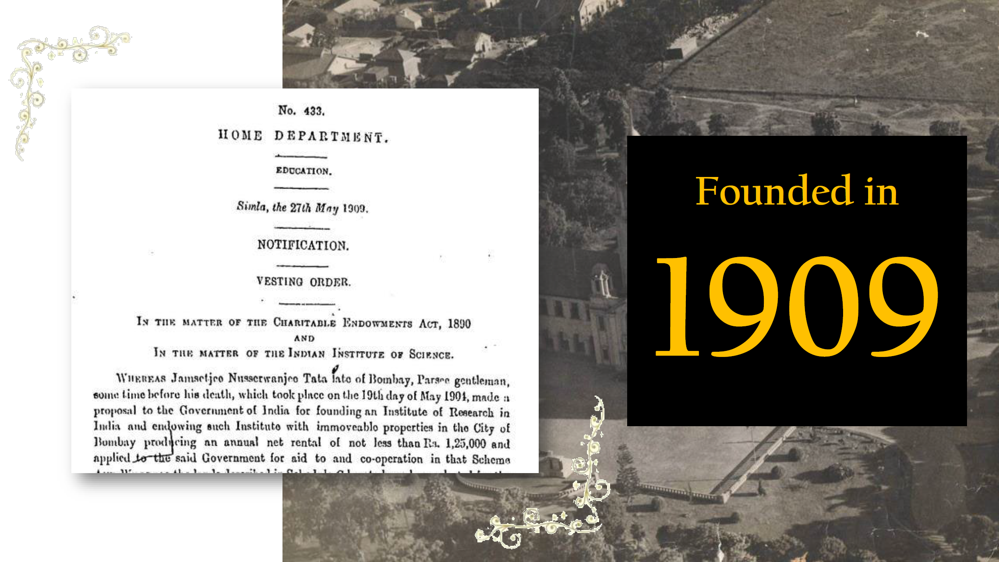 No. 433.
HOME DEPARTMENT.
EDUCATION.
Simla, the 27th May 1909.
NOTIFICATION.
VESTING ORDER.
IN THE MATTER OF THE CHARITABLE ENDOWMENTS ACT, 1890
AND
IN THE MATTER OF THE INDIAN INSTITUTE OF SCIENCE.
WHEREAS Jamsetjee Nusserwanjee Tata late of Bombay, Parsee gentleman,
some time before his death, which took place on the 19th day of May 1904, made a
proposal to the Government of India for founding an Institute of Research in
India and endowing such Institute with immoveable properties in the City of
Bombay producing an annual net rental of not less than Rs. 1,25,000 and
applied to the said Government for aid to and co-operation in that Scheme
Founded in
1909